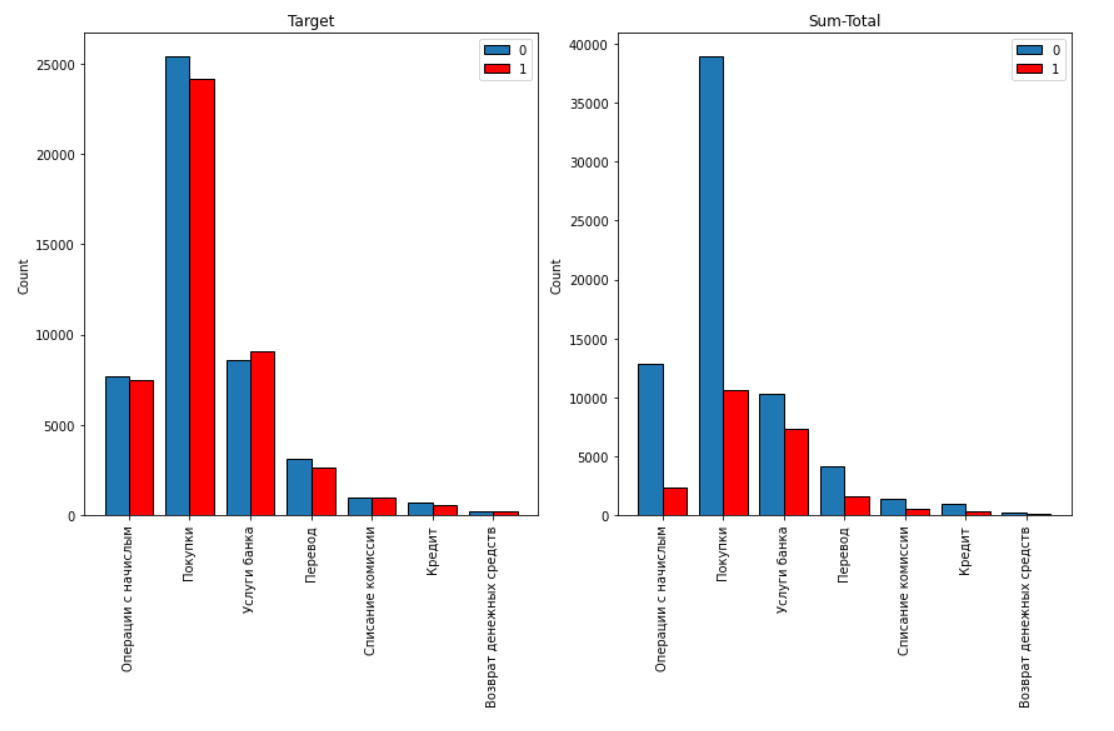 Target
25000
20000
15000
10000
5000
0
Count
0
1
Операции с начислым
Покупки
Услуги банка
Перевод
Списание комиссии
Кредит
Возврат денежных средств
Sum-Total
40000
35000
30000
25000
20000
15000
10000
5000
0
Count
0
1
Операции с начислым
Покупки
Услуги банка
Перевод
Списание комиссии
Кредит
Возврат денежных средств